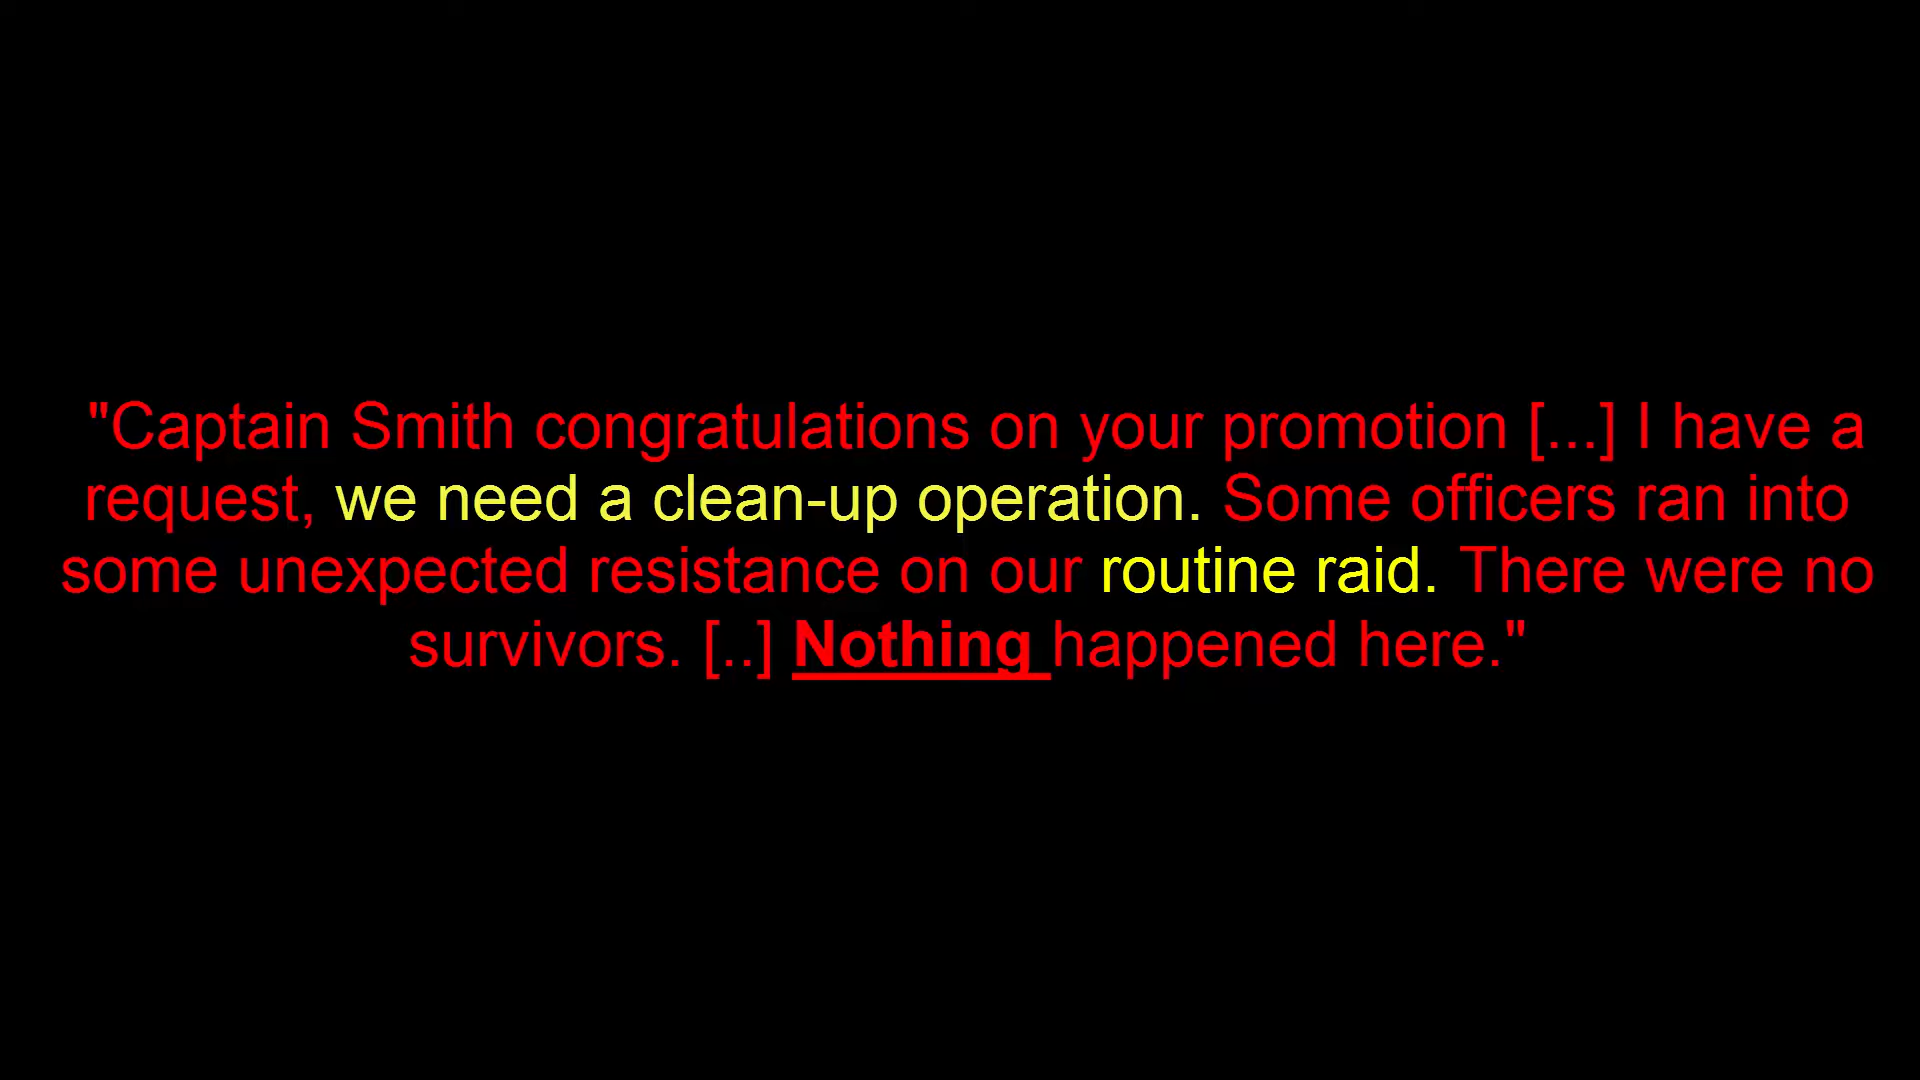 "Captain Smith congratulations on your promotion [...] I have a
request, we need a clean-up operation. Some officers ran into
some unexpected resistance on our routine raid. There were no
survivors. [..] Nothing happened here."